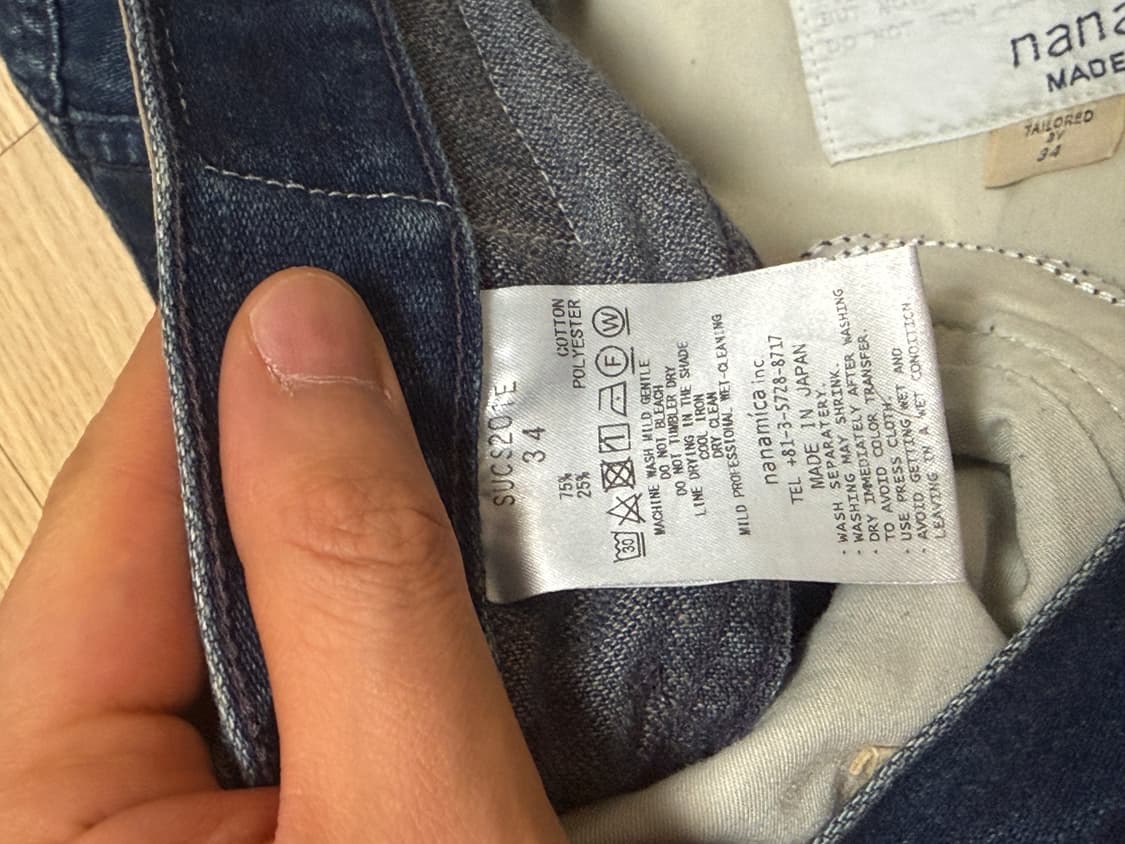 nana
MADE
TAILORED
BY
34
SUCS20TE
34
75% COTTON
25% POLYESTER
30 F W
MACHINE WASH MILD GENTLE
DO NOT BLEACH
DO NOT TUMBLER DRY
LINE DRYING IN THE SHADE
COOL IRON
DRY CLEAN
MILD PROFESSIONAL WET-CLEANING
nanamica inc.
TEL +81-3-5728-8717
MADE IN JAPAN
· WASH SEPARATERY.
· WASHING MAY SHRINK.
· DRY IMMEDIATELY AFTER WASHING
TO AVOID COLOR TRANSFER.
· USE PRESS CLOTH.
· AVOID GETTING WET AND
LEAVING IN A WET CONDITION